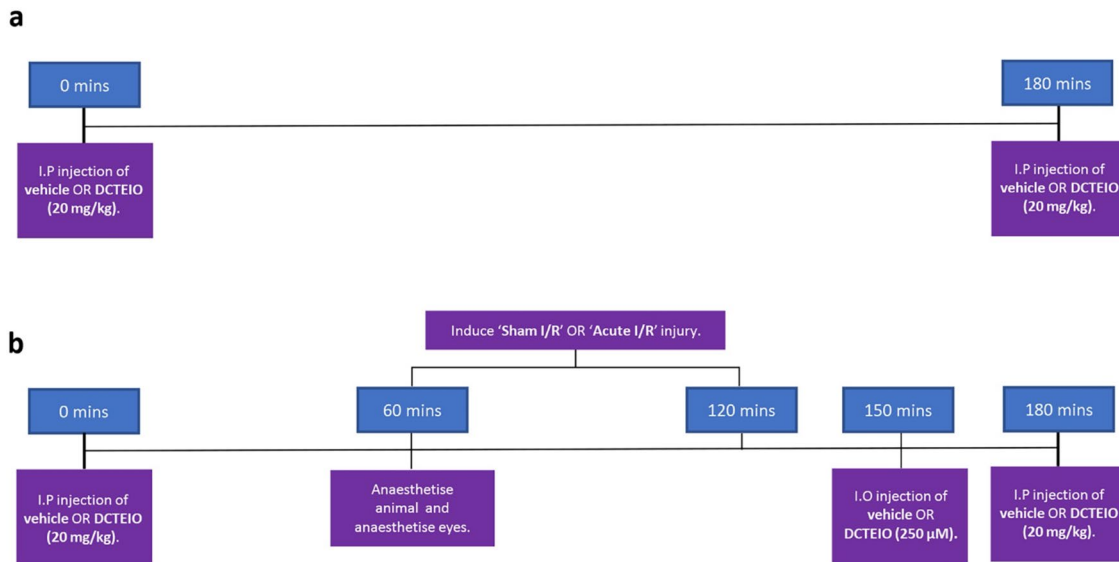 a
0 mins
180 mins
I.P injection of
vehicle OR DCTEIO
(20 mg/kg).
I.P injection of
vehicle OR DCTEIO
(20 mg/kg).
b
Induce ‘Sham I/R’ OR ‘Acute I/R’ injury.
0 mins
60 mins
120 mins
150 mins
180 mins
I.P injection of
vehicle OR DCTEIO
(20 mg/kg).
Anaesthetise
animal and
anaesthetise eyes.
I.O injection of
vehicle OR
DCTEIO (250 µM).
I.P injection of
vehicle OR DCTEIO
(20 mg/kg).